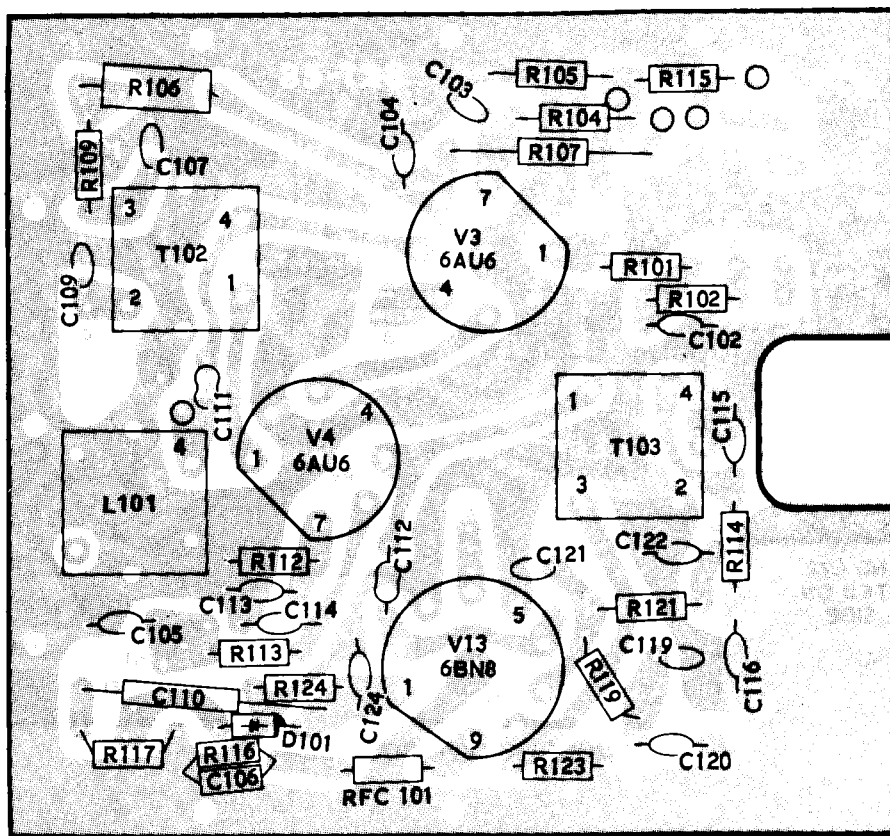 R106
C103
R105
R115
C104
R104
R109
C107
R107
3
4
7
T102
V3
6AU6
1
C109
2
1
4
R101
R102
C102
C111
4
1
4
C115
4
V4
1
6AU6
T103
L101
3
2
7
C112
R112
C121
C122
R114
C113
C114
5
R121
C105
V13
R113
6BN8
C119
C116
R119
R124
1
C110
C124
D101
9
R117
R116
C120
C106
R123
RFC 101